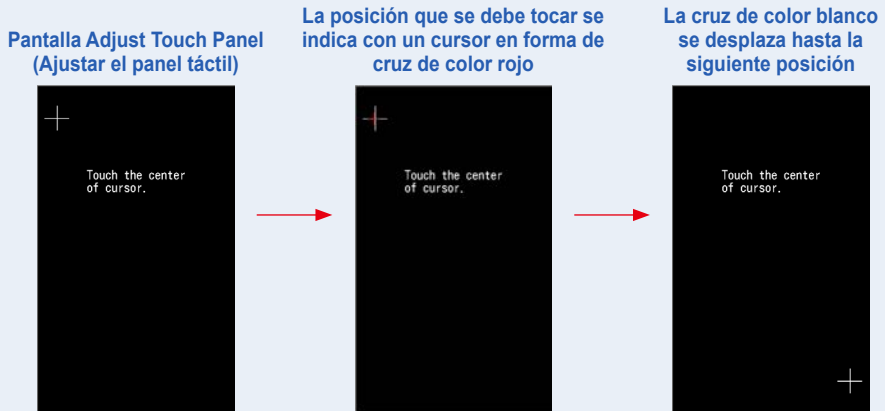 Pantalla Adjust Touch Panel
(Ajustar el panel táctil)
La posición que se debe tocar se
indica con un cursor en forma de
cruz de color rojo
La cruz de color blanco
se desplaza hasta la
siguiente posición
Touch the center
of cursor.
Touch the center
of cursor.
Touch the center
of cursor.